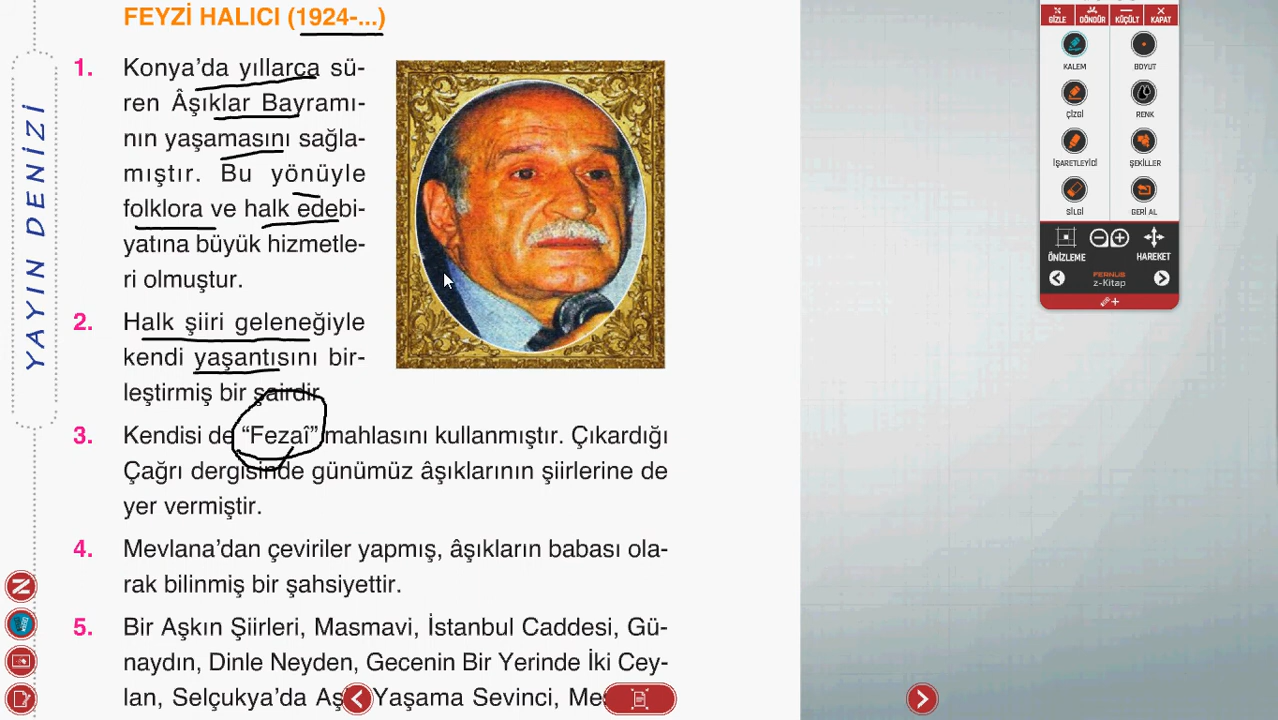 FEYZİ HALICI (1924-...)
1. Konya’da yıllarca sü-
ren Âşıklar Bayramı-
nın yaşamasını sağla-
mıştır. Bu yönüyle
folklora ve halk edebi-
yatına büyük hizmetle-
ri olmuştur.
2. Halk şiiri geleneğiyle
kendi yaşantısını bir-
leştirmiş bir şairdir.
3. Kendisi de “Fezaî” mahlasını kullanmıştır. Çıkardığı
Çağrı dergisinde günümüz âşıklarının şiirlerine de
yer vermiştir.
4. Mevlana’dan çeviriler yapmış, âşıkların babası ola-
rak bilinmiş bir şahsiyettir.
5. Bir Aşkın Şiirleri, Masmavi, İstanbul Caddesi, Gü-
naydın, Dinle Neyden, Gecenin Bir Yerinde İki Cey-
lan, Selçukya’da Yaşama Sevinci,
YAYIN DENİZİ
GİZLE DÖNDÜR KÜÇÜLT KAPAT
KALEM BOYUT
ÇİZGİ RENK
İŞARETLEYİCİ ŞEKİLLER
SİLGİ GERİ AL
ÖNİZLEME HAREKET
FERNUS
z-Kitap